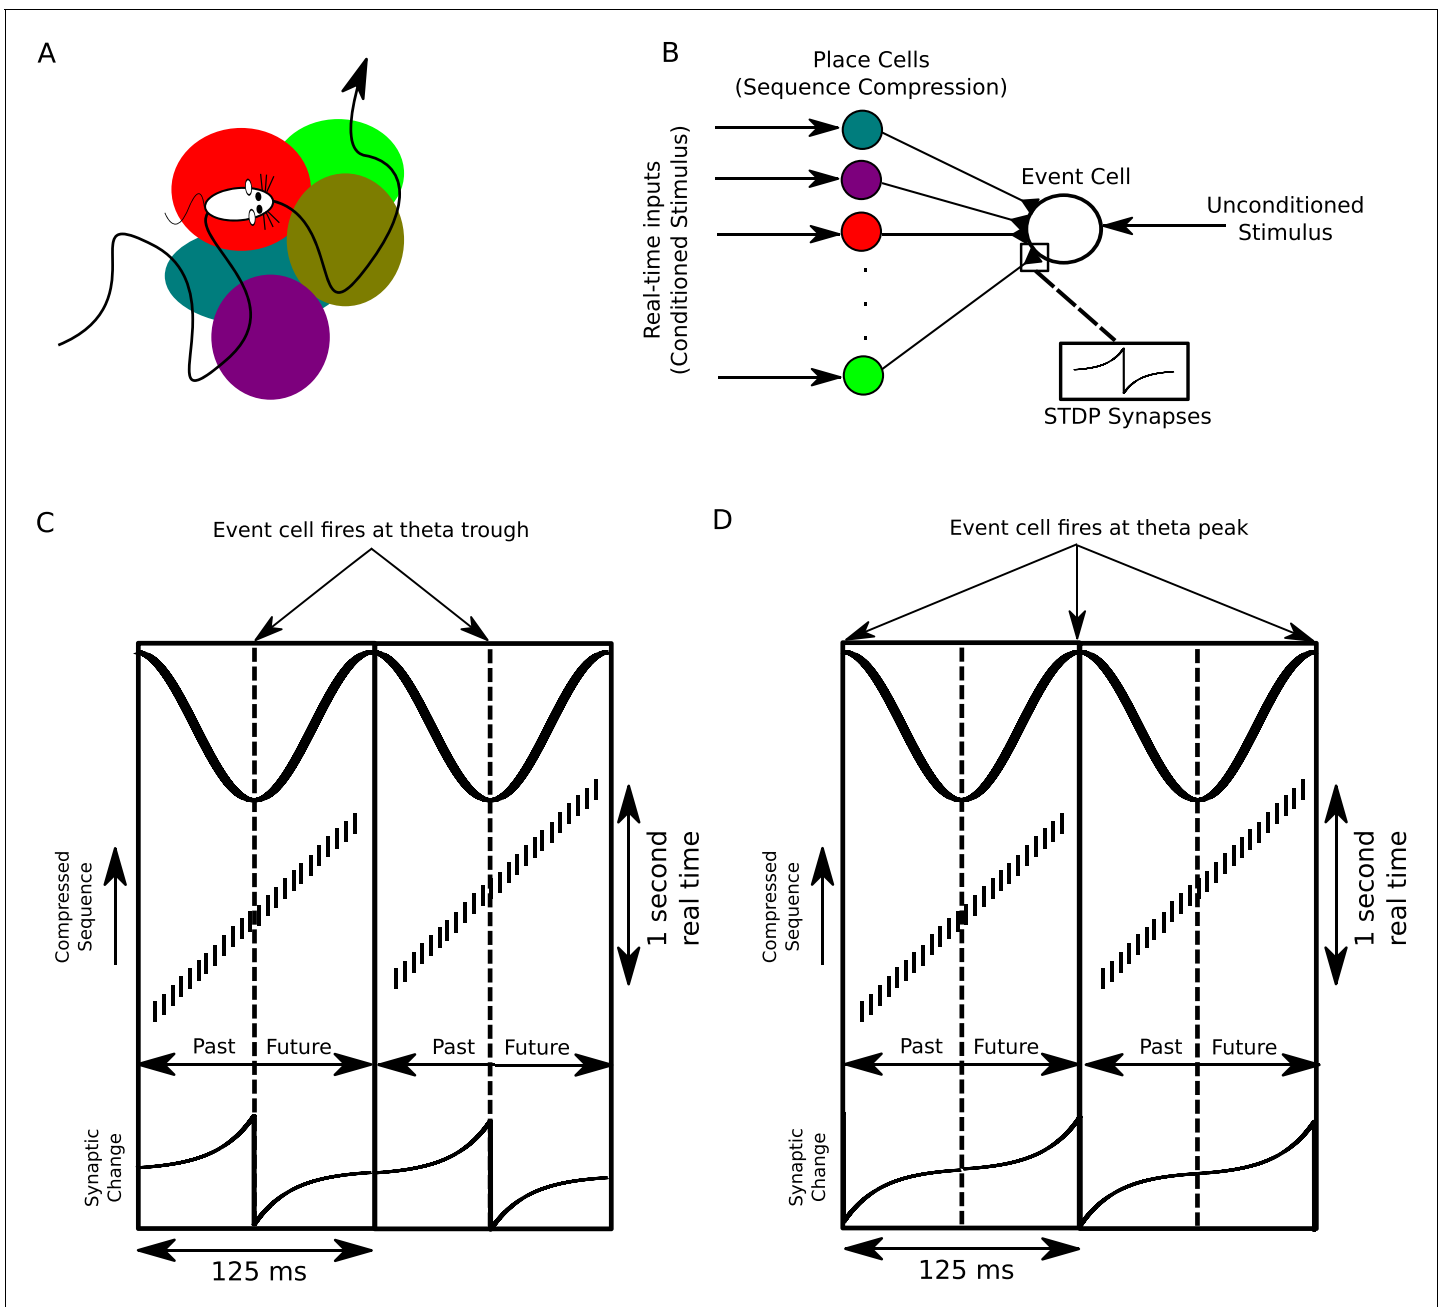 A
B
Place Cells
(Sequence Compression)
Real-time inputs
(Conditioned Stimulus)
Event Cell
Unconditioned
Stimulus
STDP Synapses
C
Event cell fires at theta trough
Compressed
Sequence
1 second
real time
Past
Future
Past
Future
Synaptic
Change
125 ms
D
Event cell fires at theta peak
Compressed
Sequence
1 second
real time
Past
Future
Past
Future
Synaptic
Change
125 ms